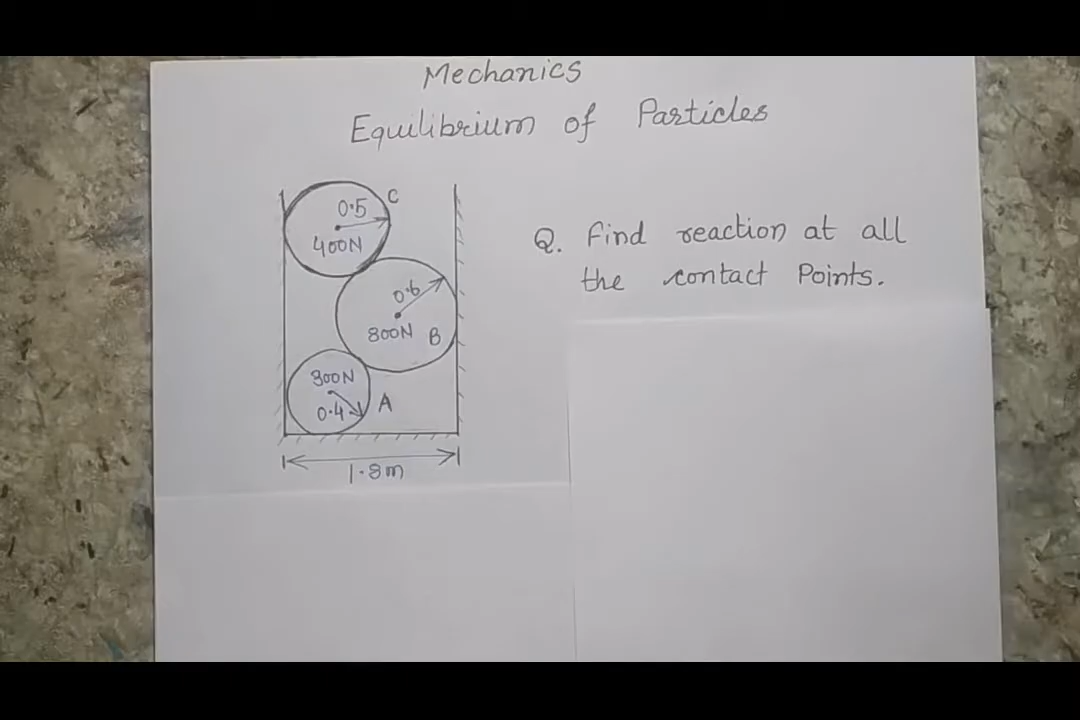 Mechanics
Equilibrium of Particles
C
0.5
400N
Q. Find reaction at all
the contact Points.
0.6
800N B
300N
0.4 A
1.8m